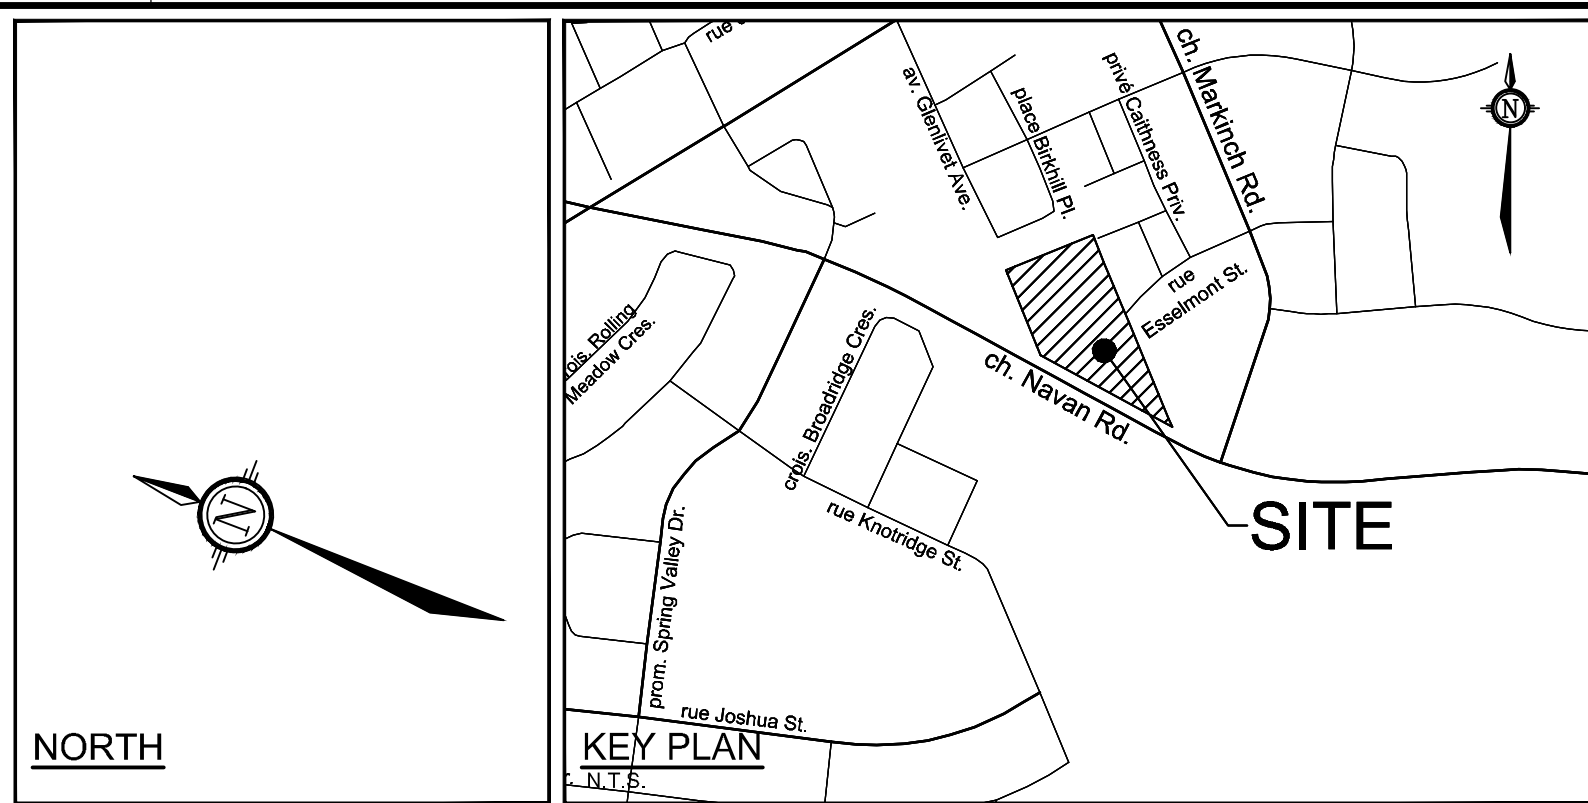 N
NORTH
rue
av. Glenlivet Ave.
place Birkhill Pl.
privé Caithness Priv.
ch. Markinch Rd.
N
rue
Esselmont St.
rois. Rolling
Meadow Cres.
crois. Broadridge Cres.
ch. Navan Rd.
SITE
rue Knotridge St.
prom. Spring Valley Dr.
rue Joshua St.
KEY PLAN
N.T.S.